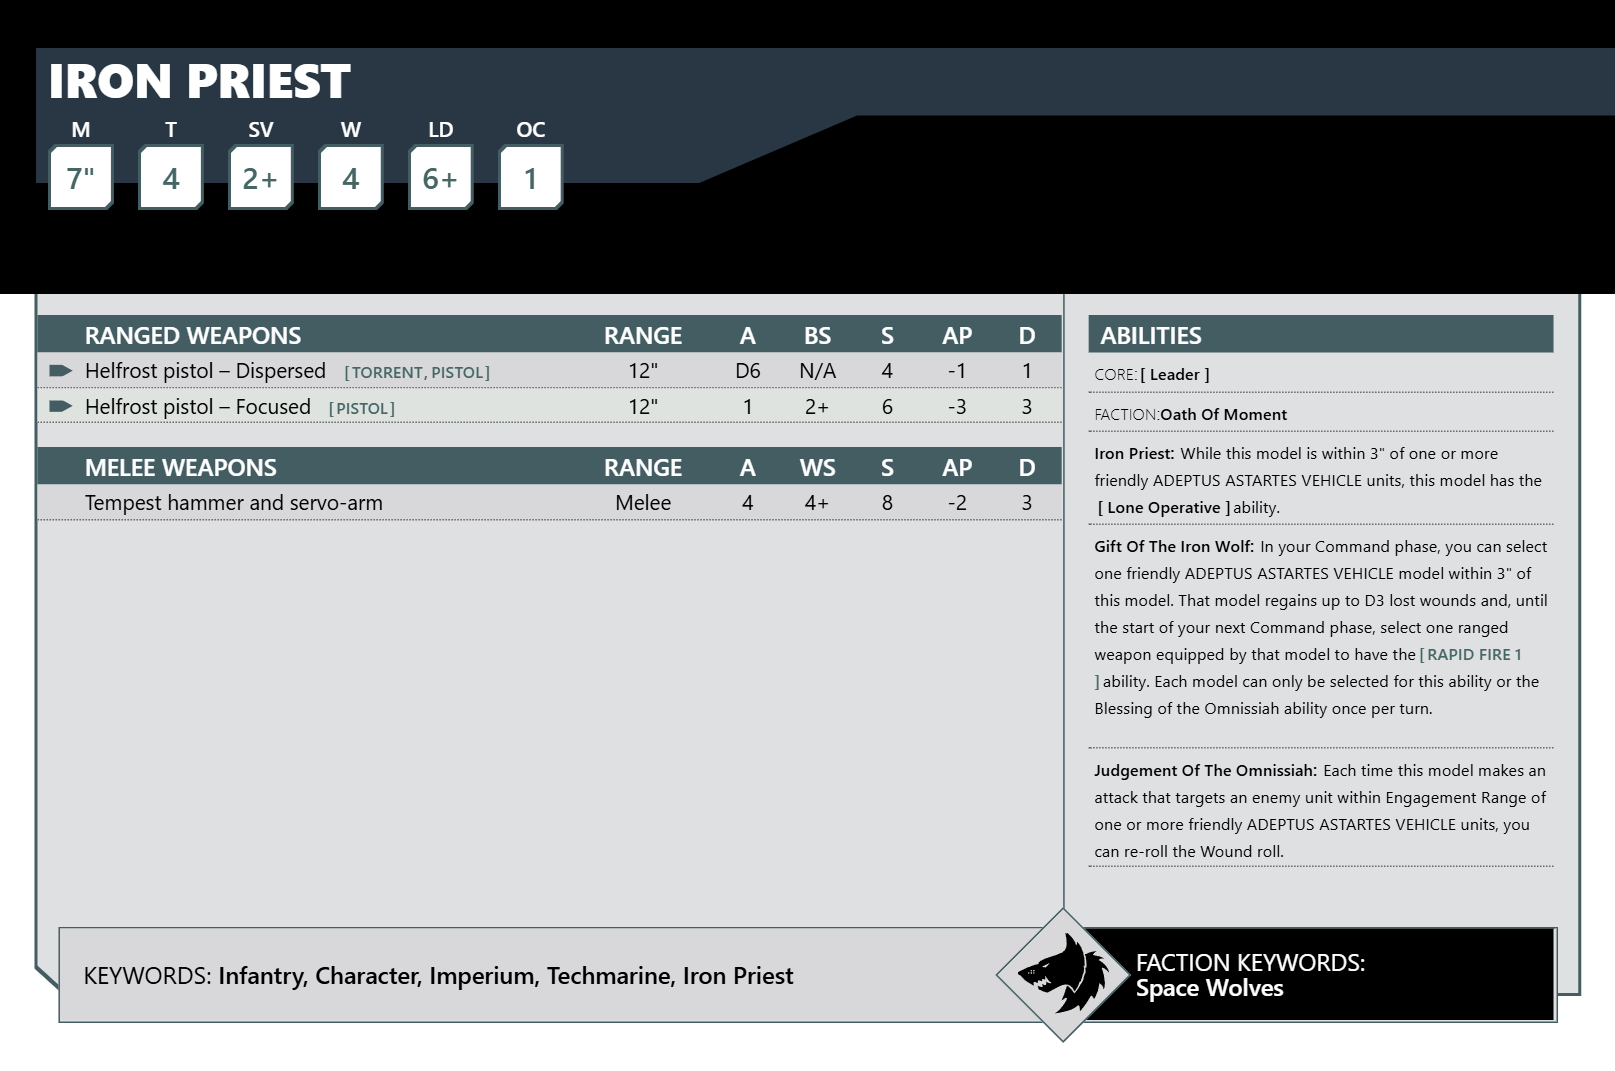 IRON PRIEST
M T SV W LD OC
7" 4 2+ 4 6+ 1
RANGED WEAPONS RANGE A BS S AP D
Helfrost pistol – Dispersed [TORRENT, PISTOL] 12" D6 N/A 4 -1 1
Helfrost pistol – Focused [PISTOL] 12" 1 2+ 6 -3 3
MELEE WEAPONS RANGE A WS S AP D
Tempest hammer and servo-arm Melee 4 4+ 8 -2 3
ABILITIES
CORE:[ Leader ]
FACTION:Oath Of Moment
Iron Priest: While this model is within 3" of one or more
friendly ADEPTUS ASTARTES VEHICLE units, this model has the
[ Lone Operative ]ability.
Gift Of The Iron Wolf: In your Command phase, you can select
one friendly ADEPTUS ASTARTES VEHICLE model within 3" of
this model. That model regains up to D3 lost wounds and, until
the start of your next Command phase, select one ranged
weapon equipped by that model to have the [ RAPID FIRE 1
] ability. Each model can only be selected for this ability or the
Blessing of the Omnissiah ability once per turn.
Judgement Of The Omnissiah: Each time this model makes an
attack that targets an enemy unit within Engagement Range of
one or more friendly ADEPTUS ASTARTES VEHICLE units, you
can re-roll the Wound roll.
KEYWORDS: Infantry, Character, Imperium, Techmarine, Iron Priest
FACTION KEYWORDS:
Space Wolves